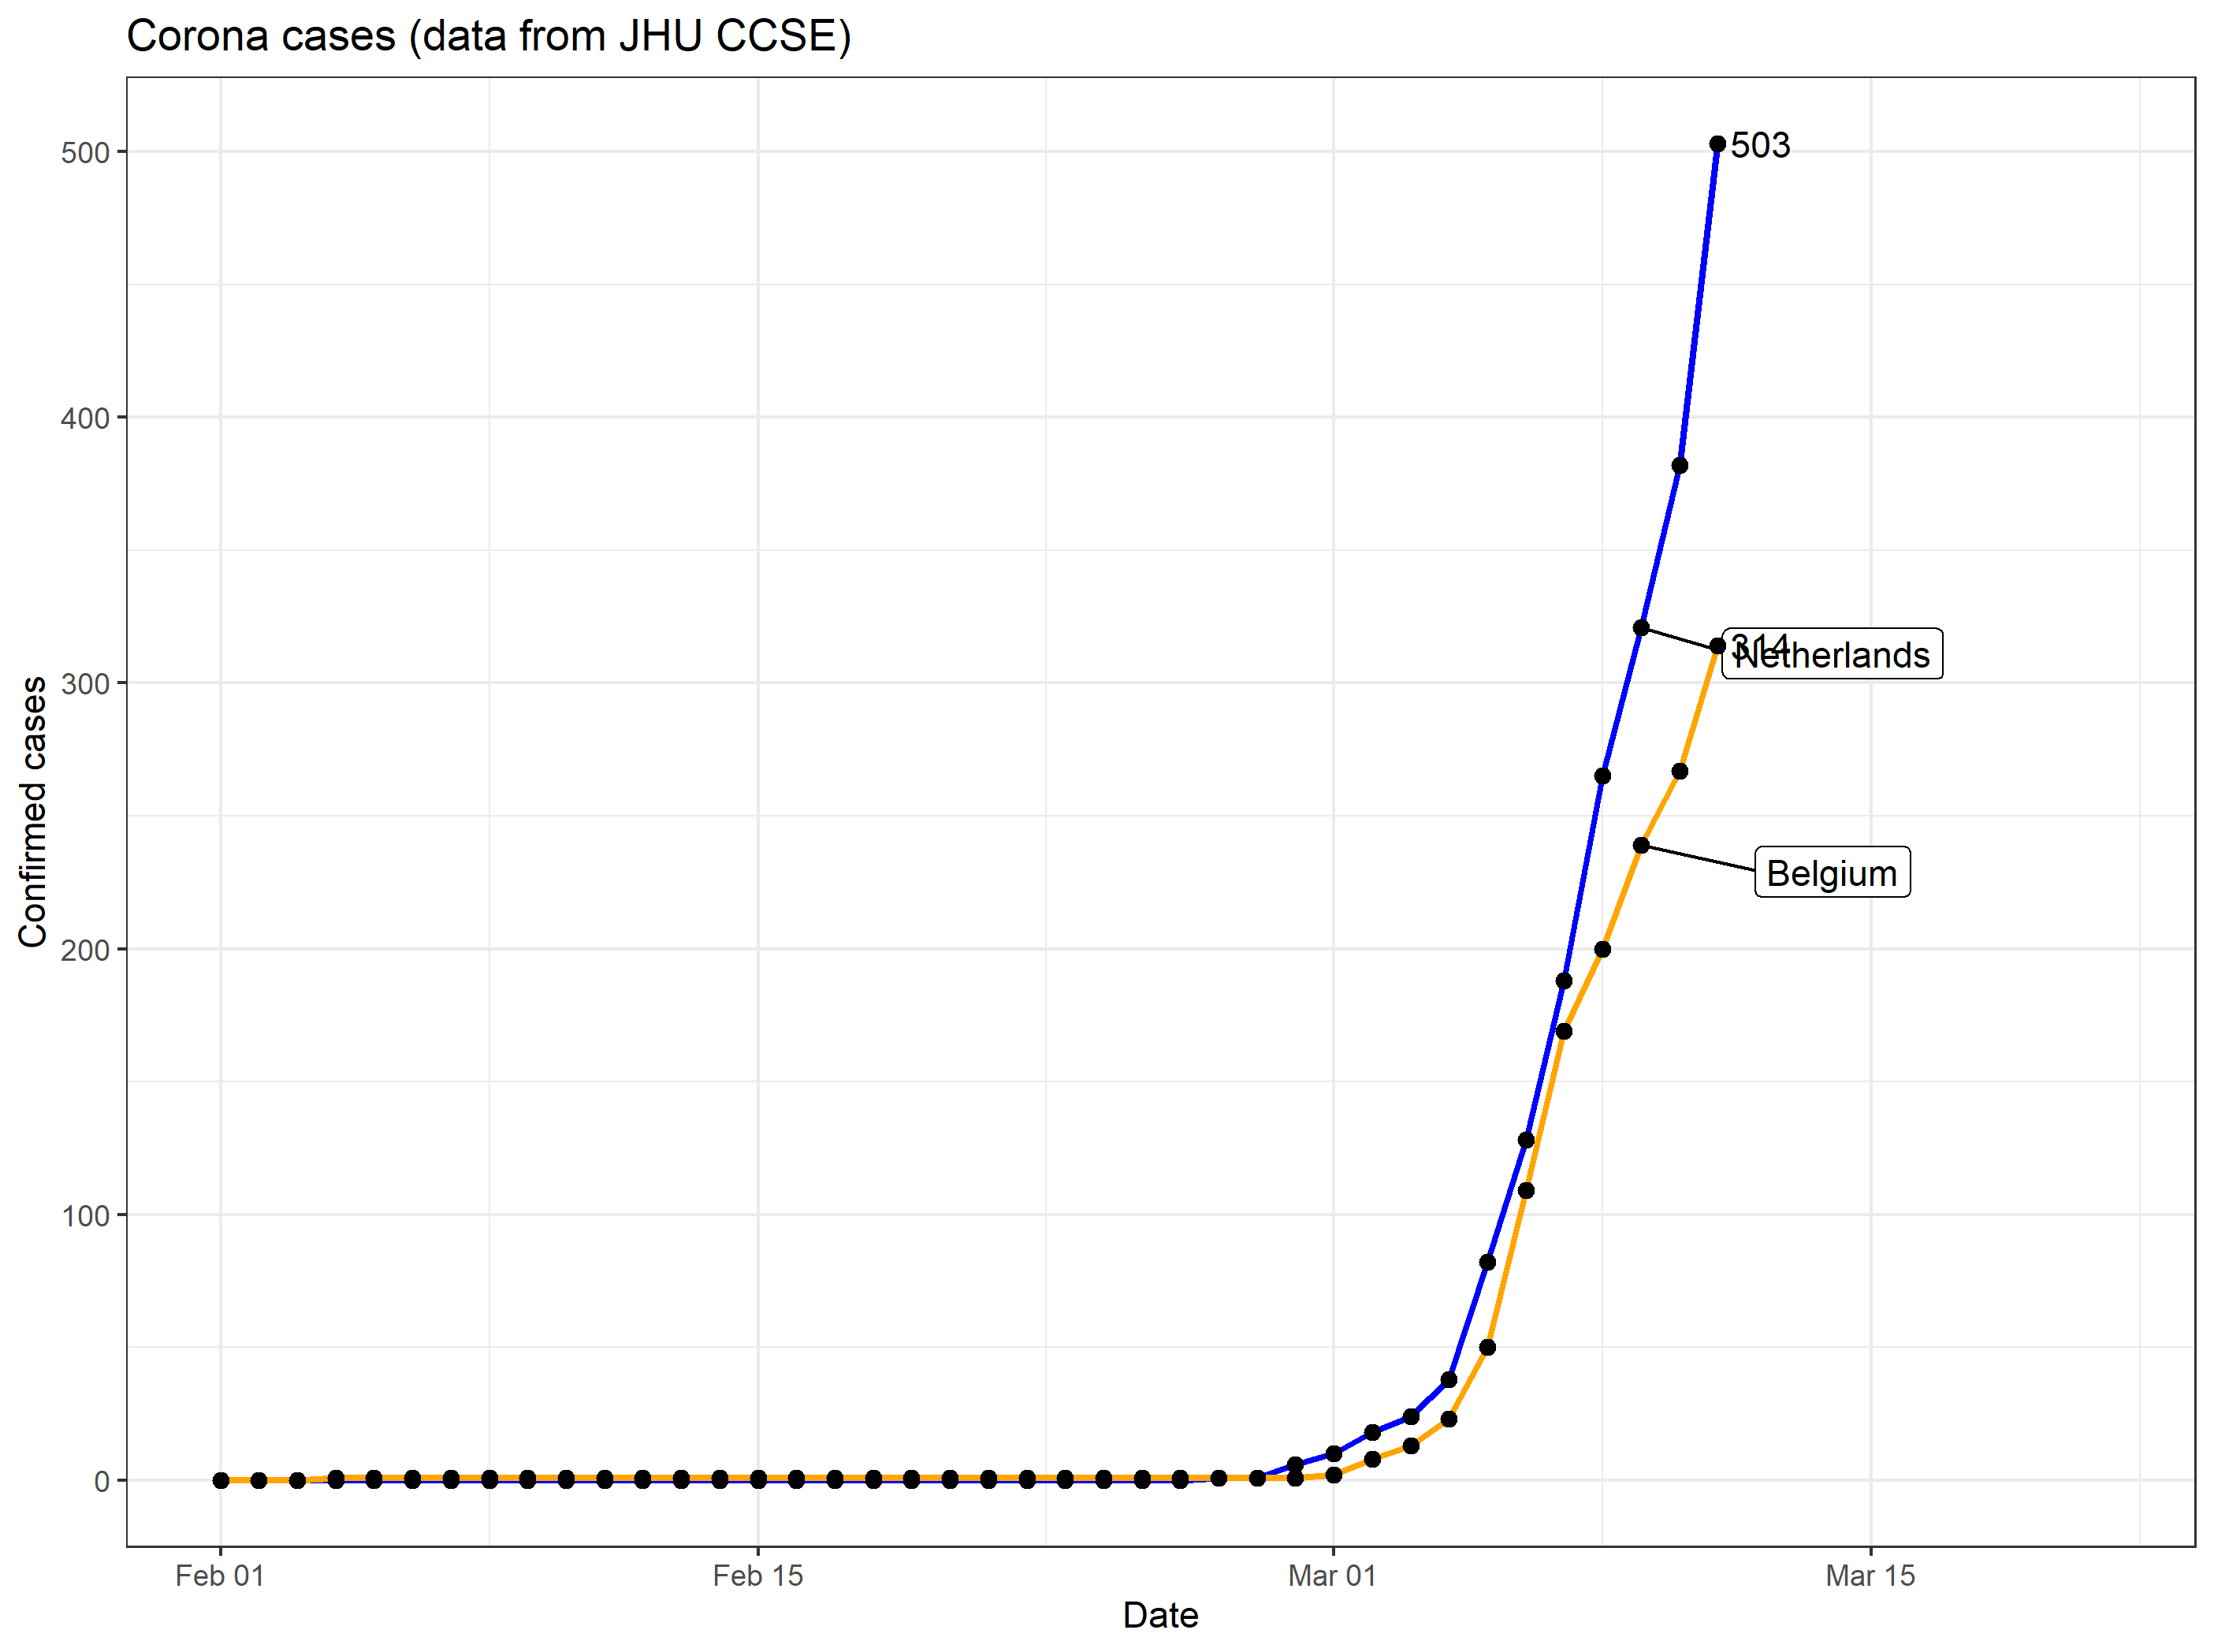 Corona cases (data from JHU CCSE)
Confirmed cases
500
400
300
200
100
0
503
314
Netherlands
Belgium
Feb 01
Feb 15
Mar 01
Mar 15
Date